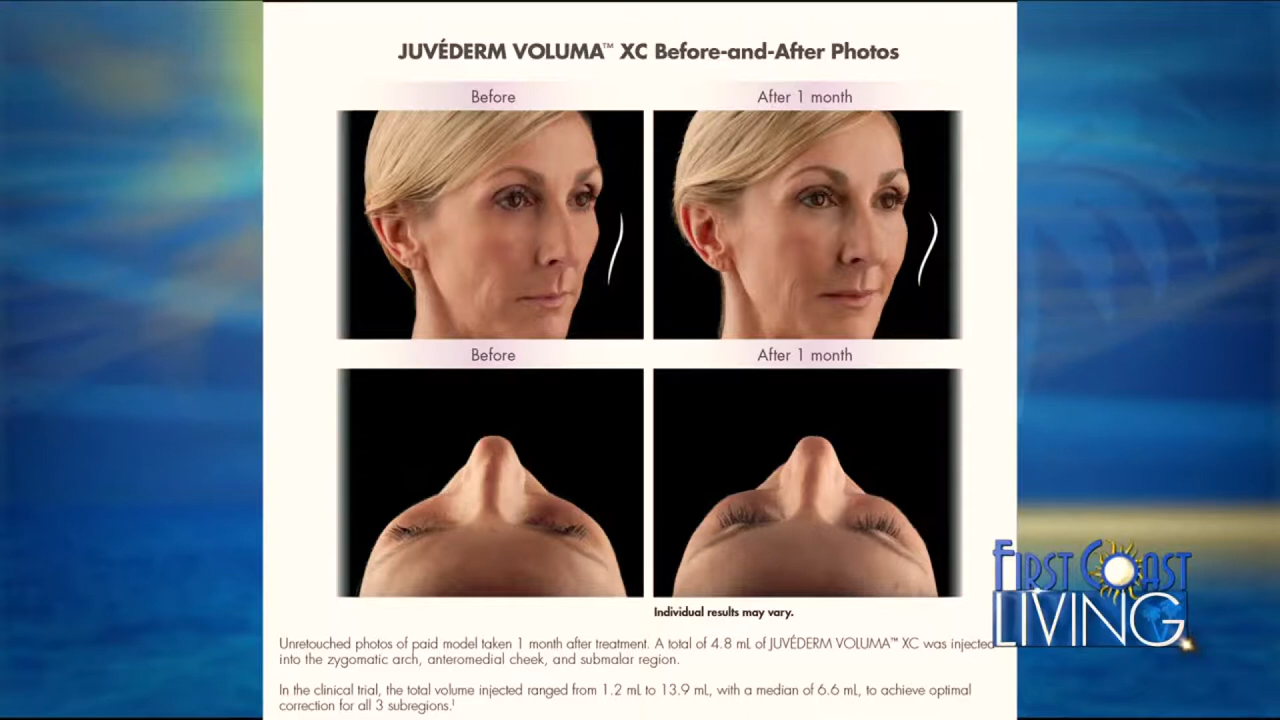 JUVÉDERM VOLUMA™ XC Before-and-After Photos
Before
After 1 month
Before
After 1 month
Individual results may vary.
Unretouched photos of paid model taken 1 month after treatment. A total of 4.8 mL of JUVÉDERM VOLUMA™ XC was injected
into the zygomatic arch, anteromedial cheek, and submalar region.
In the clinical trial, the total volume injected ranged from 1.2 mL to 13.9 mL, with a median of 6.6 mL, to achieve optimal
correction for all 3 subregions.¹
FIRST COAST
LIVING